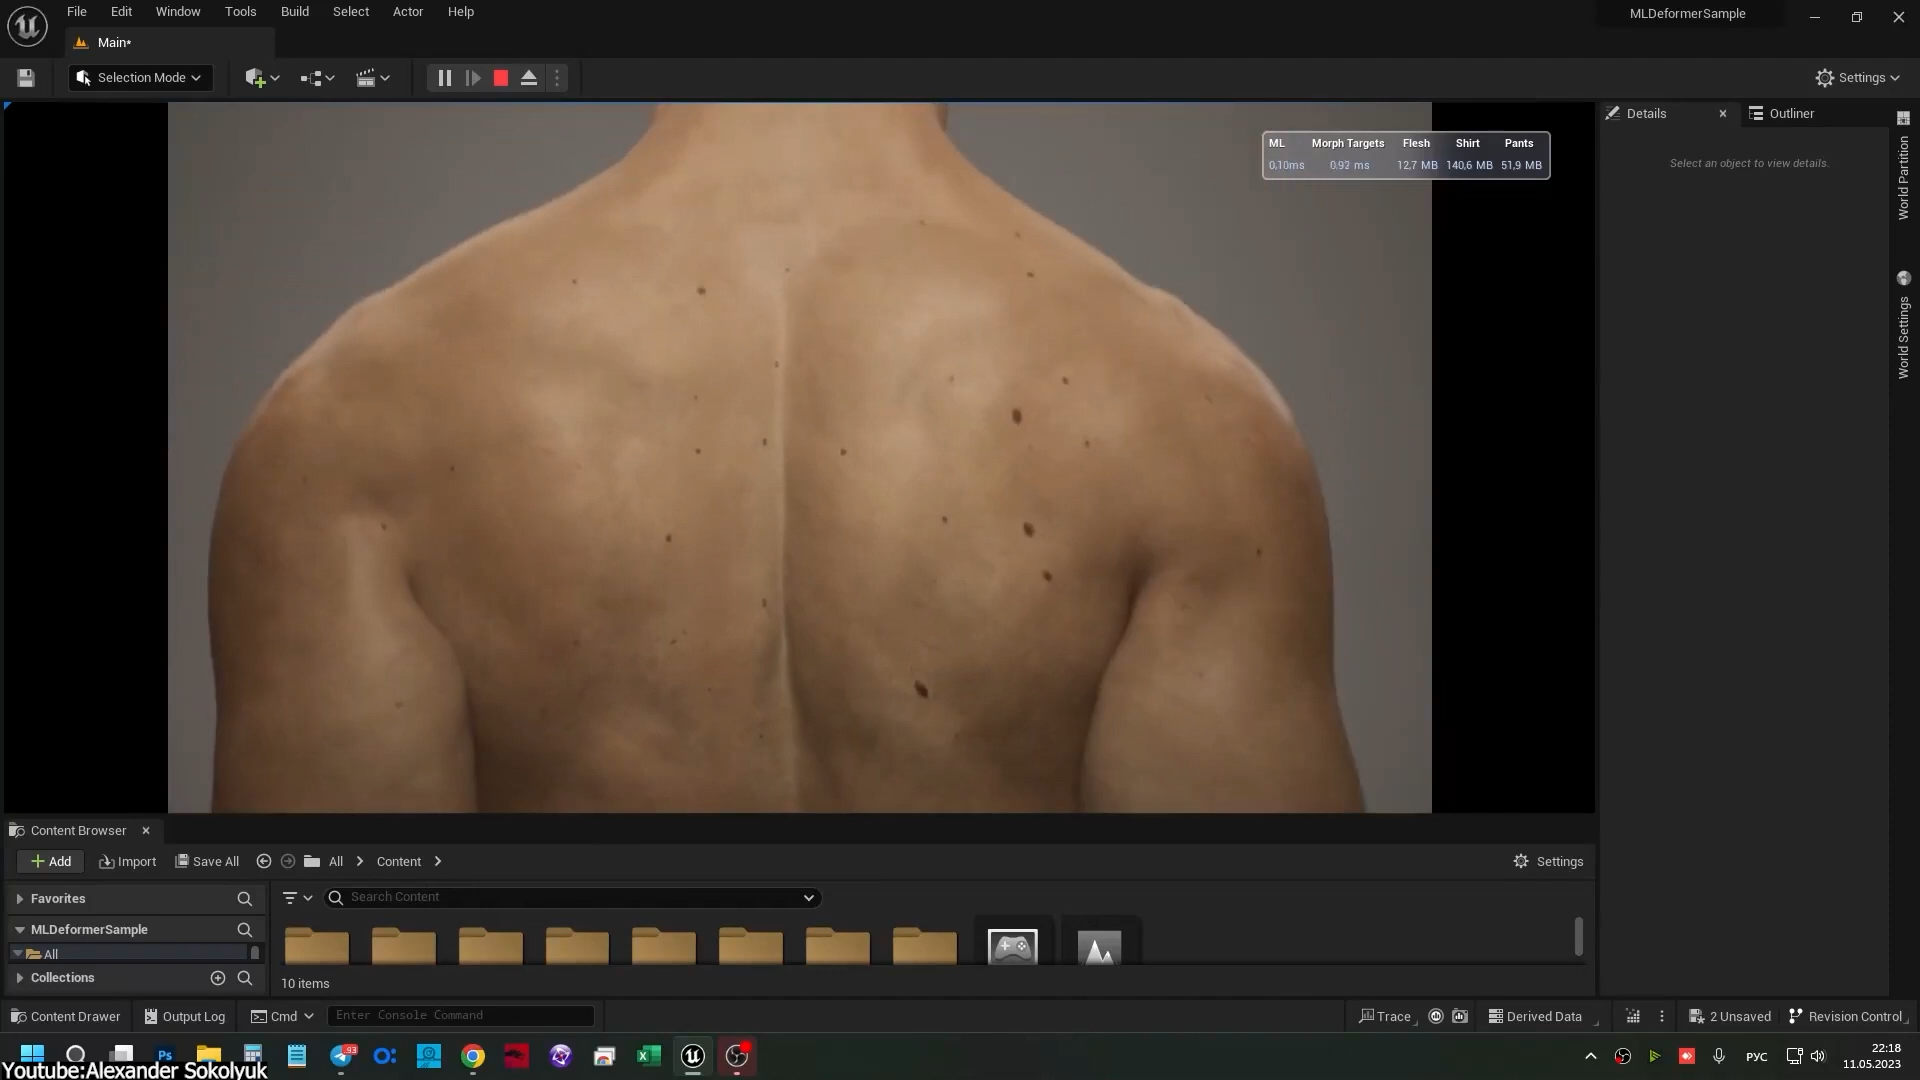 File Edit Window Tools Build Select Actor Help
MLDeformerSample
Main*
Selection Mode
Settings
Details
Outliner
Select an object to view details.
World Partition
World Settings
ML Morph Targets Flesh Shirt Pants
0,10ms 0,92 ms 12,7 MB 140,6 MB 51,9 MB
Content Browser
Add Import Save All All Content
Settings
Favorites
Search Content
MLDeformerSample
All
Collections
10 items
Content Drawer Output Log Cmd Enter Console Command
Trace Derived Data 2 Unsaved Revision Control
Ps
93
РУС
22:18
11.05.2023
Youtube:Alexander Sokolyuk